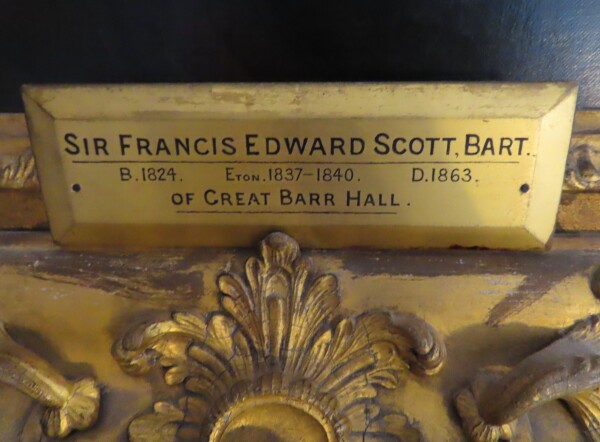 SIR FRANCIS EDWARD SCOTT, BART.
B. 1824. ETON. 1837-1840. D. 1863.
OF GREAT BARR HALL.